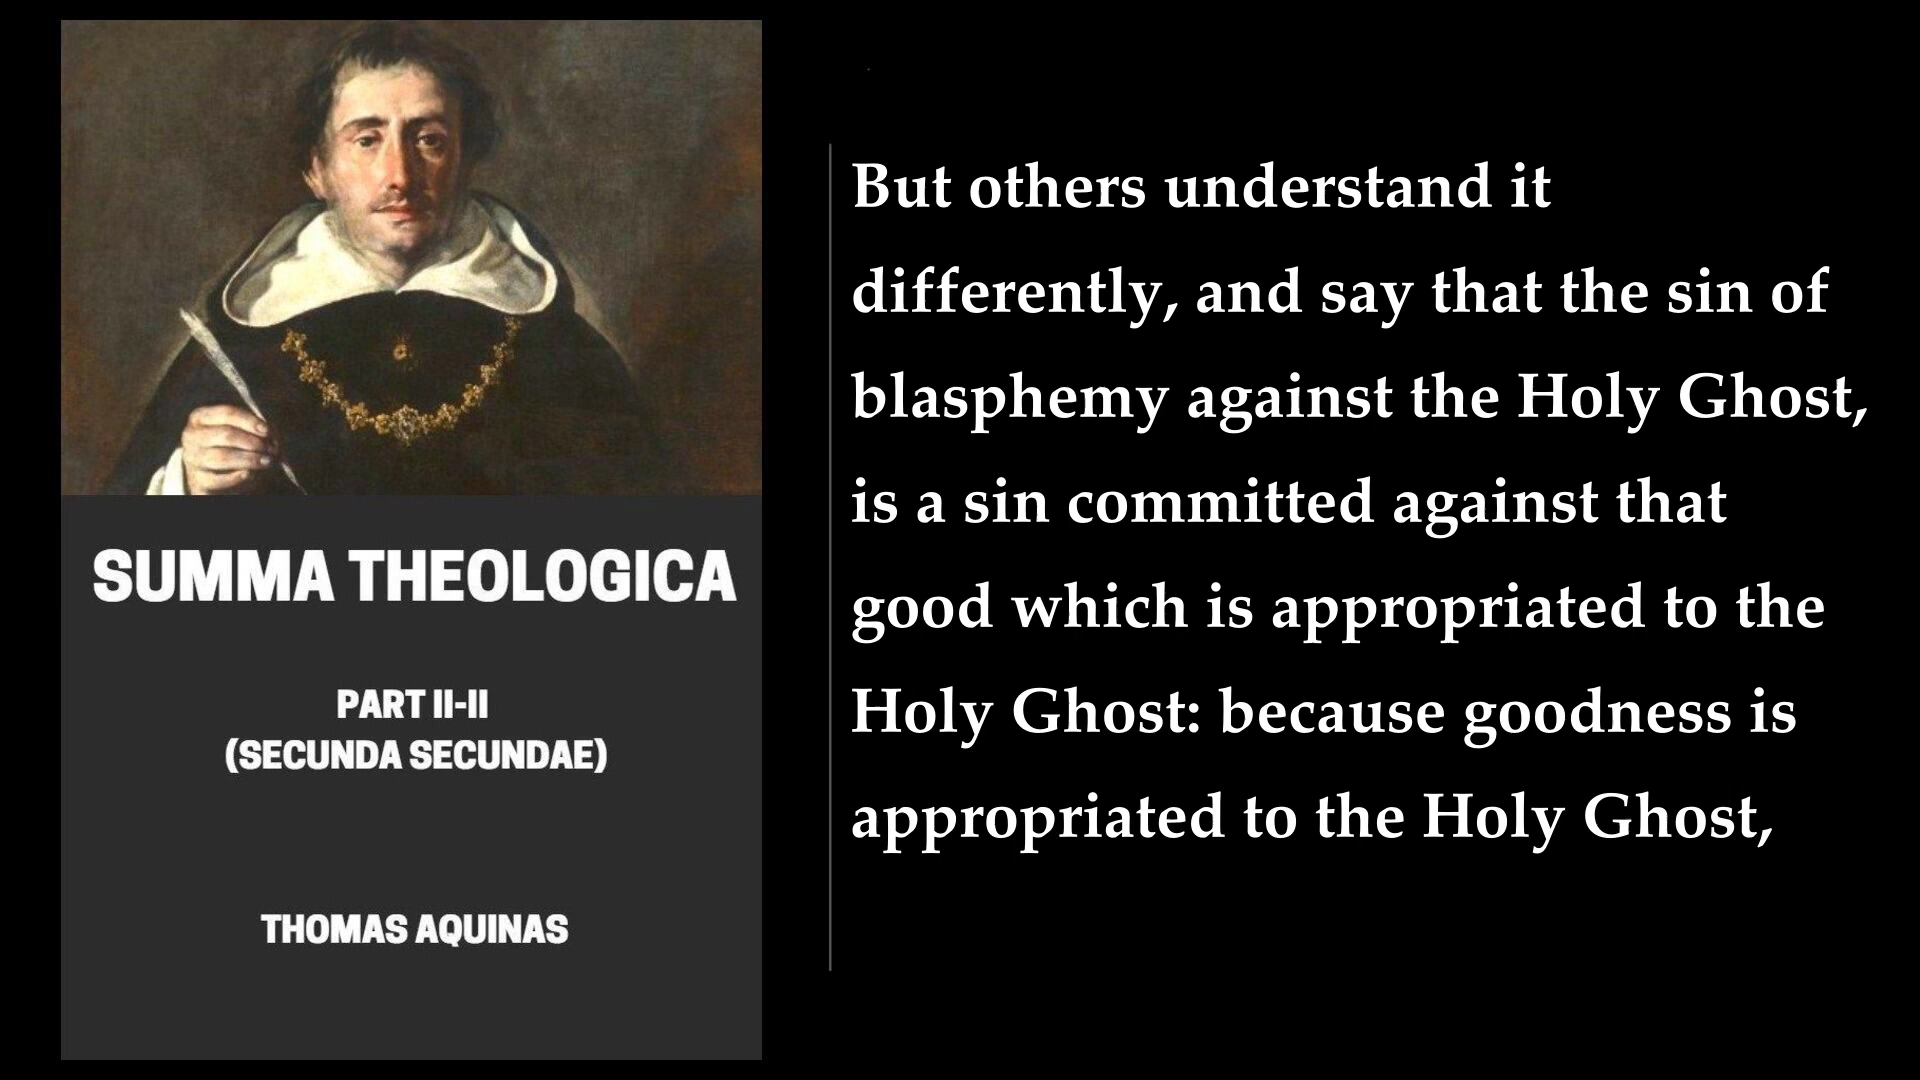 SUMMA THEOLOGICA
PART II-II
(SECUNDA SECUNDAE)
THOMAS AQUINAS
But others understand it
differently, and say that the sin of
blasphemy against the Holy Ghost,
is a sin committed against that
good which is appropriated to the
Holy Ghost: because goodness is
appropriated to the Holy Ghost,